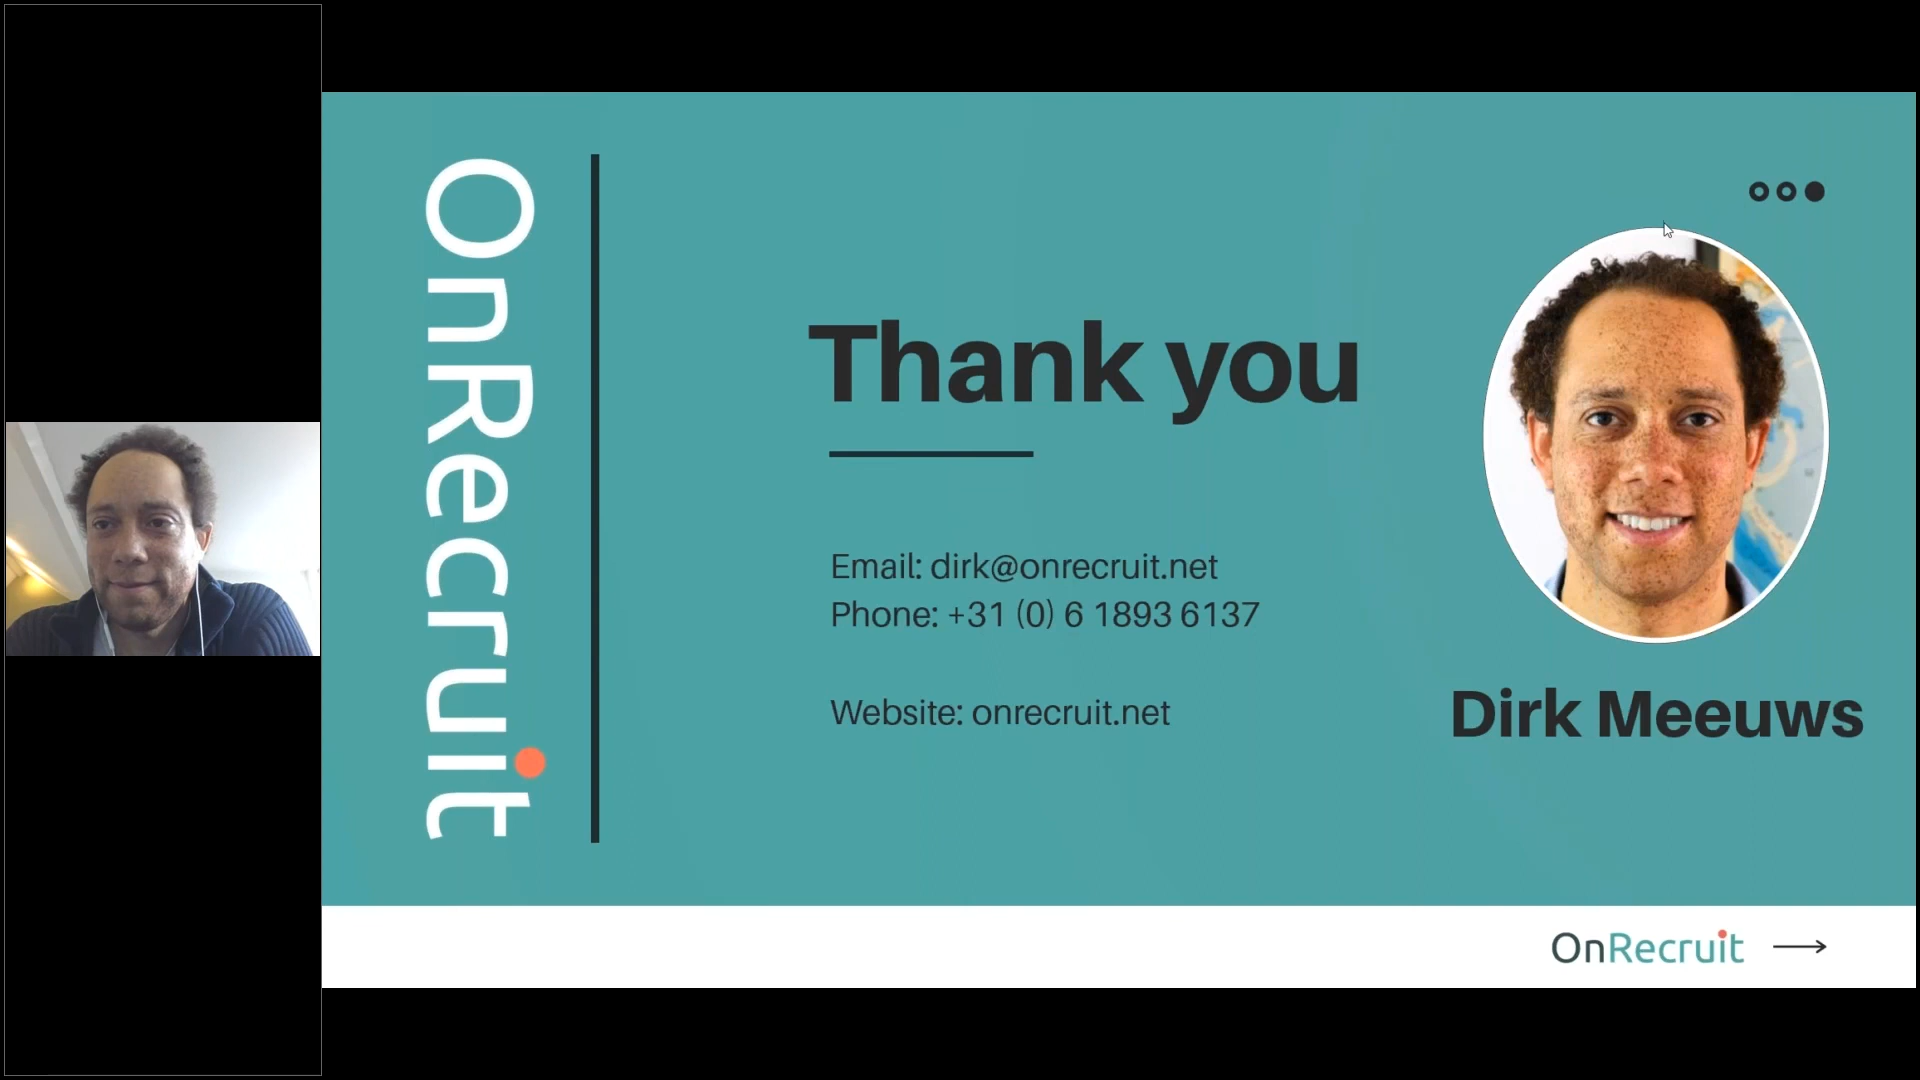 OnRecruit
Thank you
Email: dirk@onrecruit.net
Phone: +31 (0) 6 1893 6137
Website: onrecruit.net
Dirk Meeuws
OnRecruit